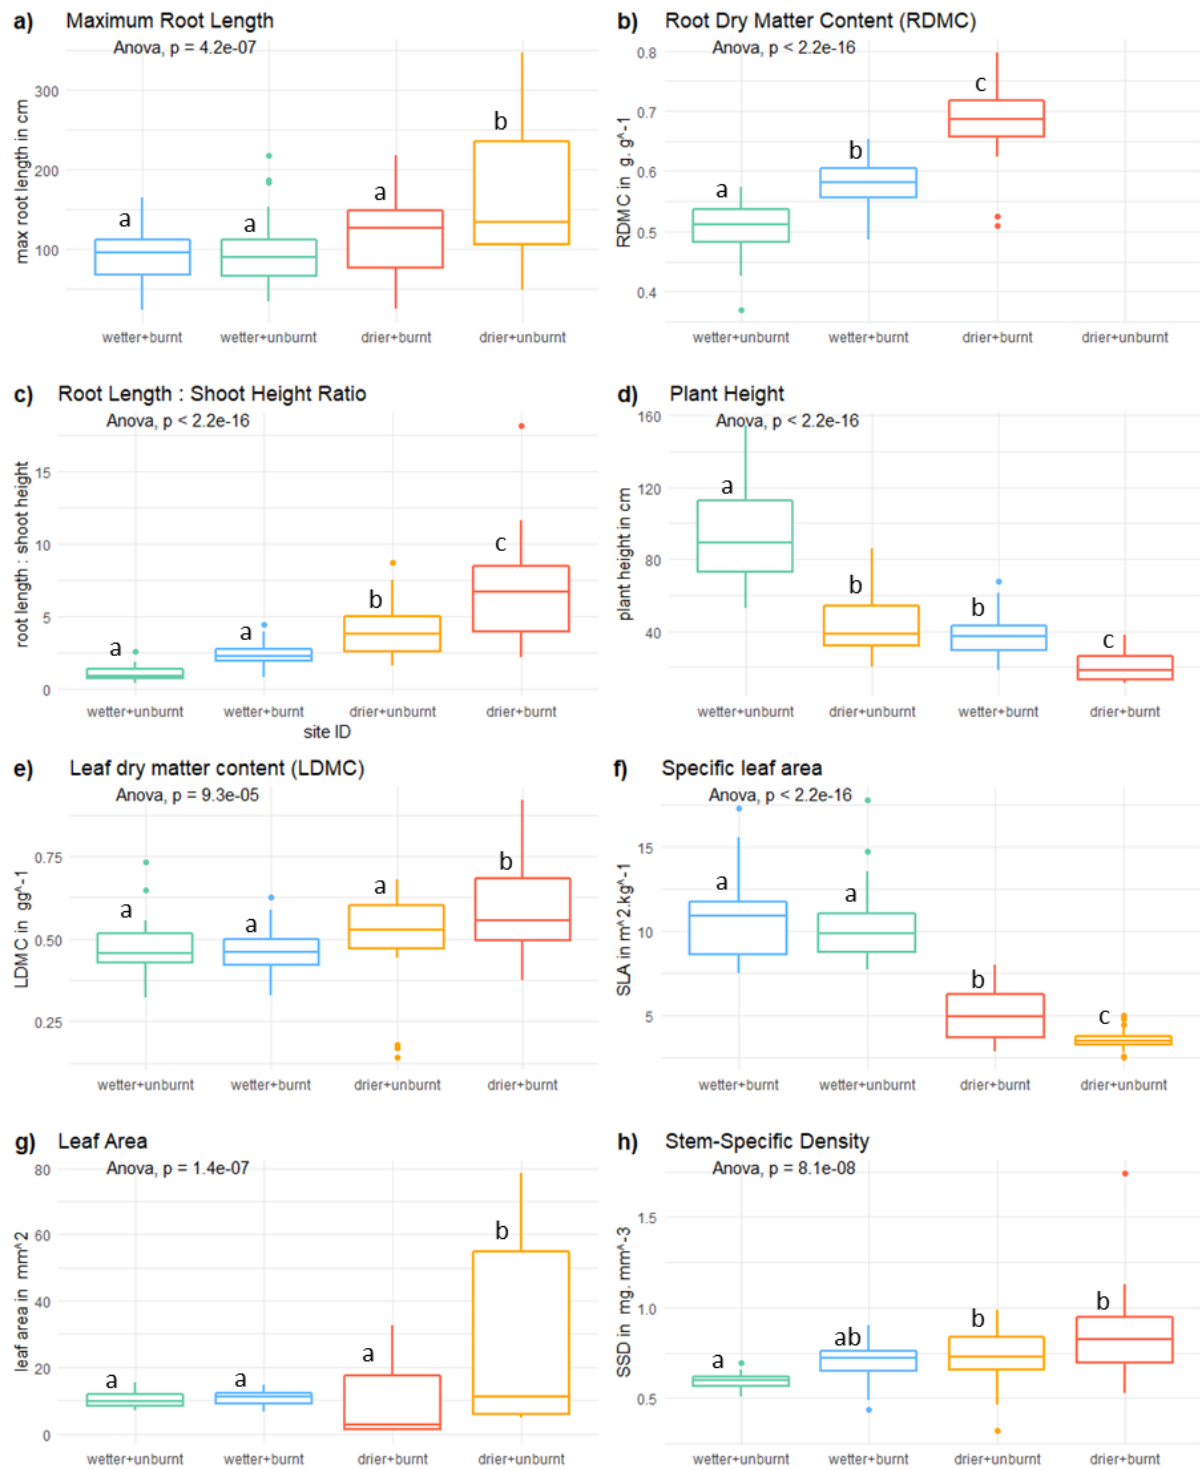 a) Maximum Root Length
Anova, p = 4.2e-07
max root length in cm
300
200
100
a
a
a
b
wetter+burnt wetter+unburnt drier+burnt drier+unburnt
b) Root Dry Matter Content (RDMC)
Anova, p < 2.2e-16
RDMC in g. g^-1
0.8
0.7
0.6
0.5
0.4
a
b
c
wetter+unburnt wetter+burnt drier+burnt drier+unburnt
c) Root Length : Shoot Height Ratio
Anova, p < 2.2e-16
root length : shoot height
15
10
5
0
a
a
b
c
wetter+unburnt wetter+burnt drier+unburnt drier+burnt
site ID
d) Plant Height
Anova, p < 2.2e-16
plant height in cm
160
120
80
40
a
b
b
c
wetter+unburnt drier+unburnt wetter+burnt drier+burnt
e) Leaf dry matter content (LDMC)
Anova, p = 9.3e-05
LDMC in gg^-1
0.75
0.50
0.25
a
a
a
b
wetter+unburnt wetter+burnt drier+unburnt drier+burnt
f) Specific leaf area
Anova, p < 2.2e-16
SLA in m^2.kg^-1
15
10
5
a
a
b
c
wetter+burnt wetter+unburnt drier+burnt drier+unburnt
g) Leaf Area
Anova, p = 1.4e-07
leaf area in mm^2
80
60
40
20
0
a
a
a
b
wetter+unburnt wetter+burnt drier+burnt drier+unburnt
h) Stem-Specific Density
Anova, p = 8.1e-08
SSD in mg. mm^-3
1.5
1.0
0.5
a
ab
b
b
wetter+unburnt wetter+burnt drier+unburnt drier+burnt